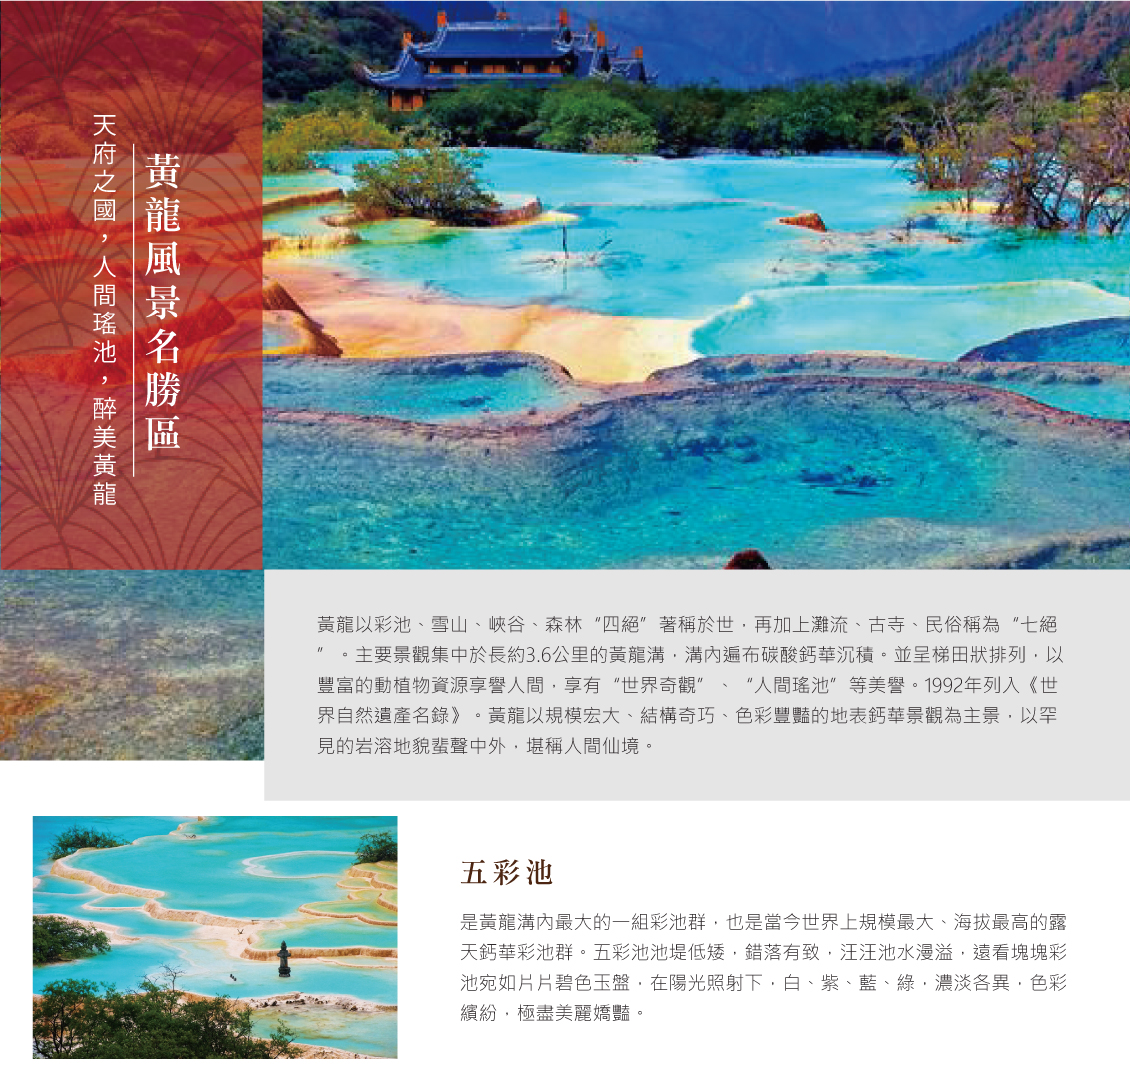 黃龍風景名勝區
天府之國，人間瑤池，醉美黃龍
黃龍以彩池、雪山、峽谷、森林“四絕”著稱於世，再加上灘流、古寺、民俗稱為“七絕
”。主要景觀集中於長約3.6公里的黃龍溝，溝內遍布碳酸鈣華沉積。並呈梯田狀排列，以
豐富的動植物資源享譽人間，享有“世界奇觀”、“人間瑤池”等美譽。1992年列入《世
界自然遺產名錄》。黃龍以規模宏大、結構奇巧、色彩豐豔的地表鈣華景觀為主景，以罕
見的岩溶地貌蜚聲中外，堪稱人間仙境。
五彩池
是黃龍溝內最大的一組彩池群，也是當今世界上規模最大、海拔最高的露
天鈣華彩池群。五彩池池堤低矮，錯落有致，汪汪池水漫溢，遠看塊塊彩
池宛如片片碧色玉盤，在陽光照射下，白、紫、藍、綠，濃淡各異，色彩
繽紛，極盡美麗嬌豔。